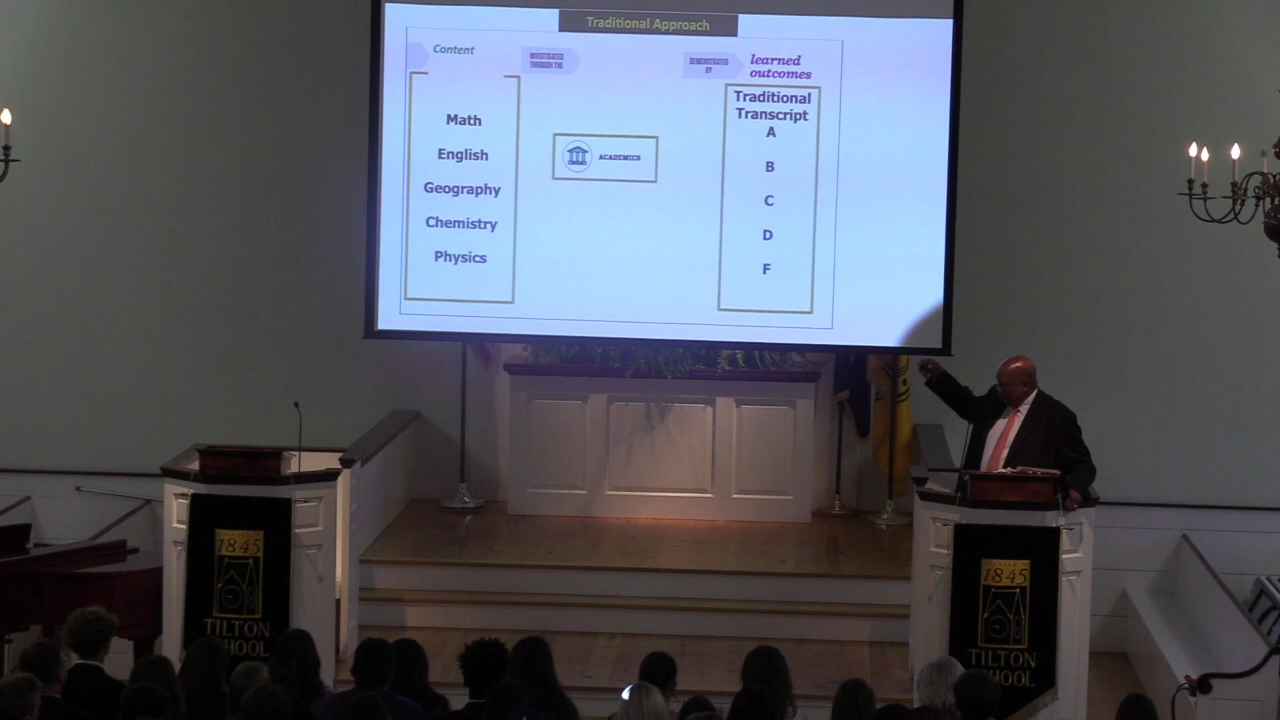 Traditional Approach
Content
INVESTIGATED
THROUGH THE
DEMONSTRATED
BY
learned
outcomes
Math
English
Geography
Chemistry
Physics
ACADEMICS
Traditional
Transcript
A
B
C
D
F
1845
TILTON
SCHOOL
1845
TILTON
SCHOOL